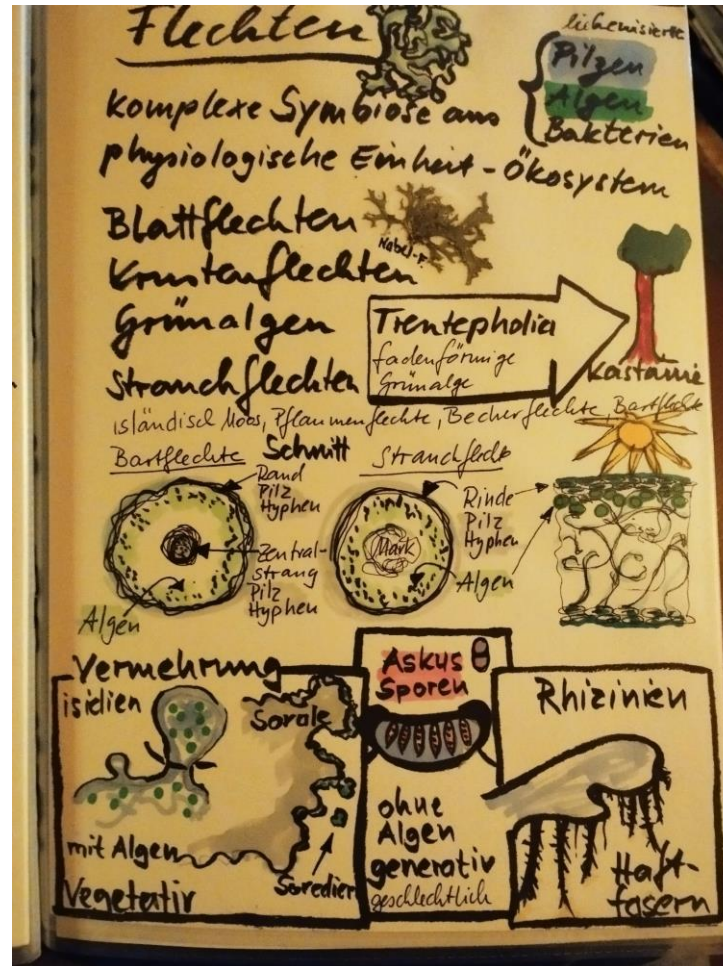 Flechten
lichenisierte
Pilzen
Algen
Bakterien
Komplexe Symbiose aus
physiologische Einheit - Ökosystem
Blattflechten
Nabel-F.
Krustenflechten
Grünalgen
Trentepholia
fadenförmige
Grünalge
Kastanie
Strauchflechten
isländisch Moos, Pflaumenflechte, Becherflechte, Bartflechte
Bartflechte
Schnitt
Strauchflecht
Rand
Pilz
Hyphen
Zentral-
strang
Pilz
Hyphen
Algen
Mark
Rinde
Pilz
Hyphen
Algen
Vermehrung
isidien
Sorale
mit Algen
Vegetativ
Soredien
Askus
Sporen
ohne
Algen
generativ
geschlechtlich
Rhizinien
Haft-
fasern